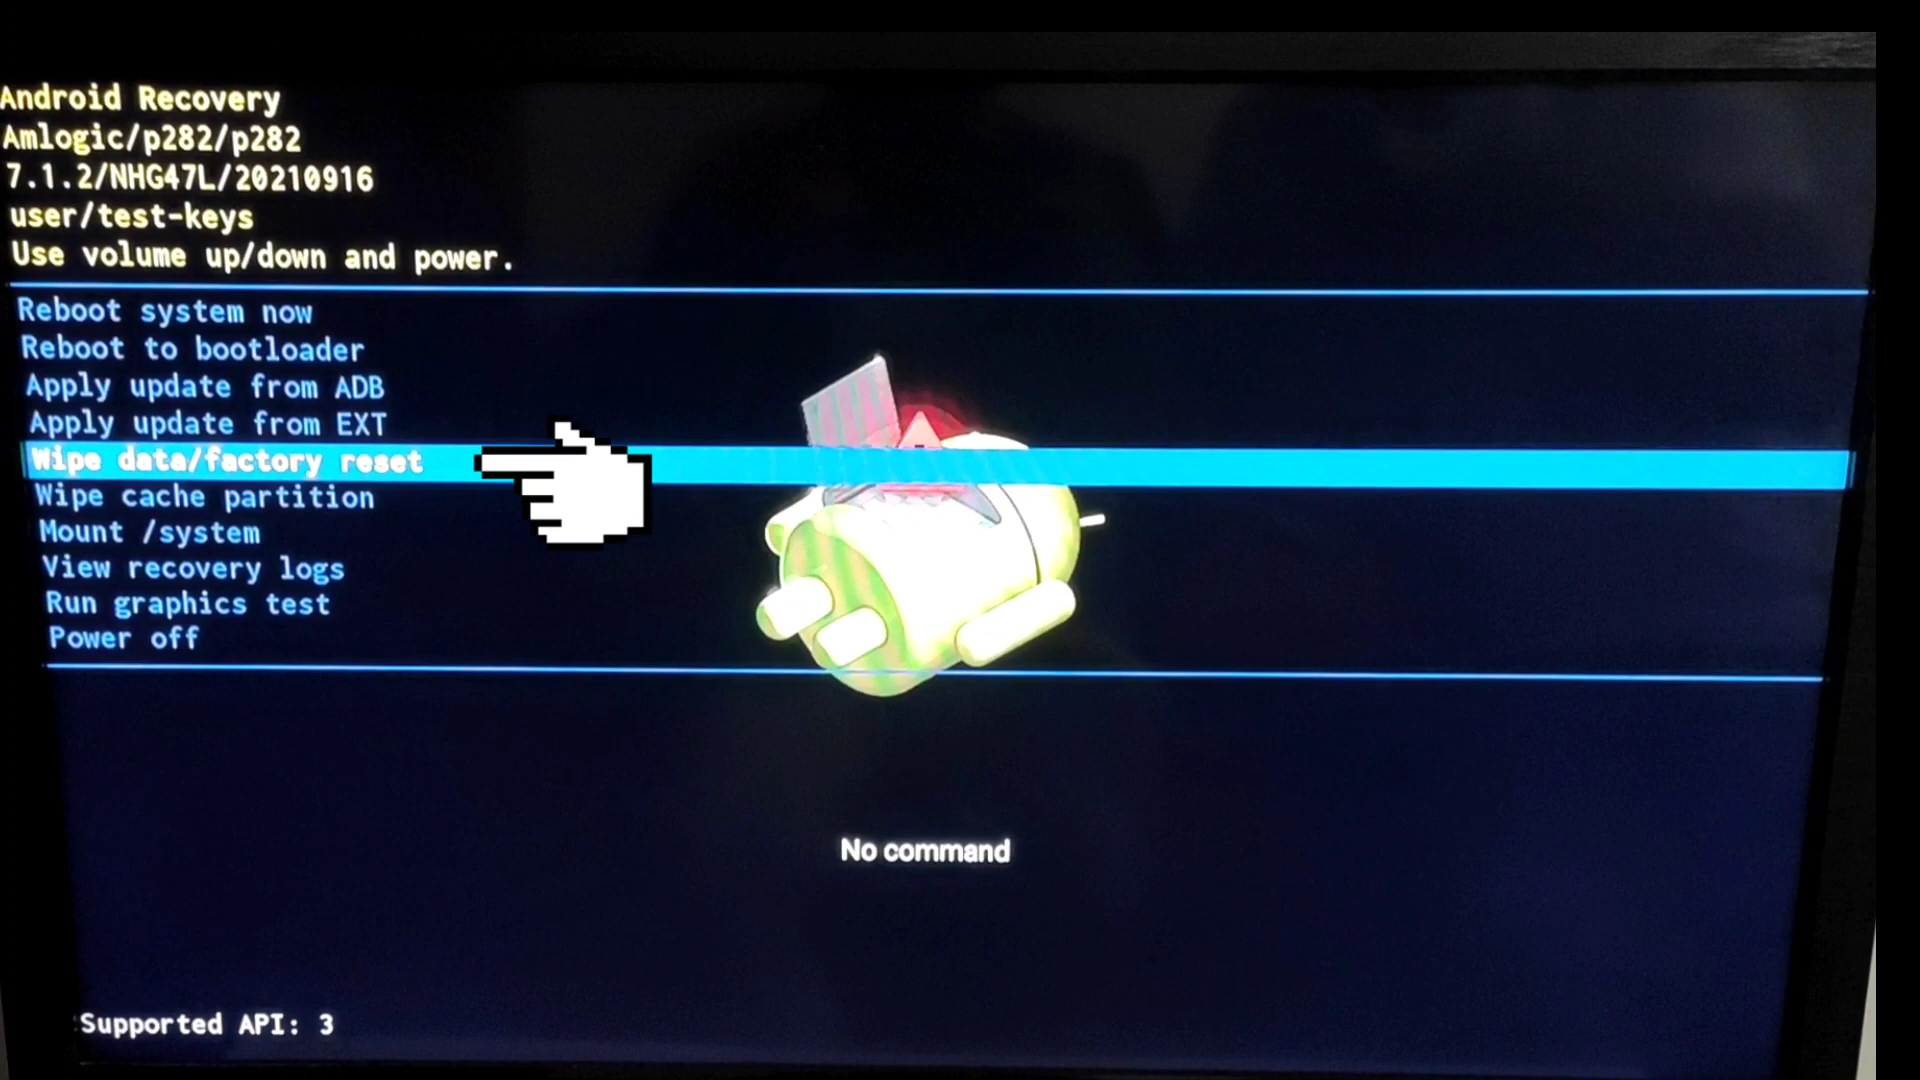 Android Recovery
Amlogic/p282/p282
7.1.2/NHG47L/20210916
user/test-keys
Use volume up/down and power.
Reboot system now
Reboot to bootloader
Apply update from ADB
Apply update from EXT
Wipe data/factory reset
Wipe cache partition
Mount /system
View recovery logs
Run graphics test
Power off
No command
Supported API: 3